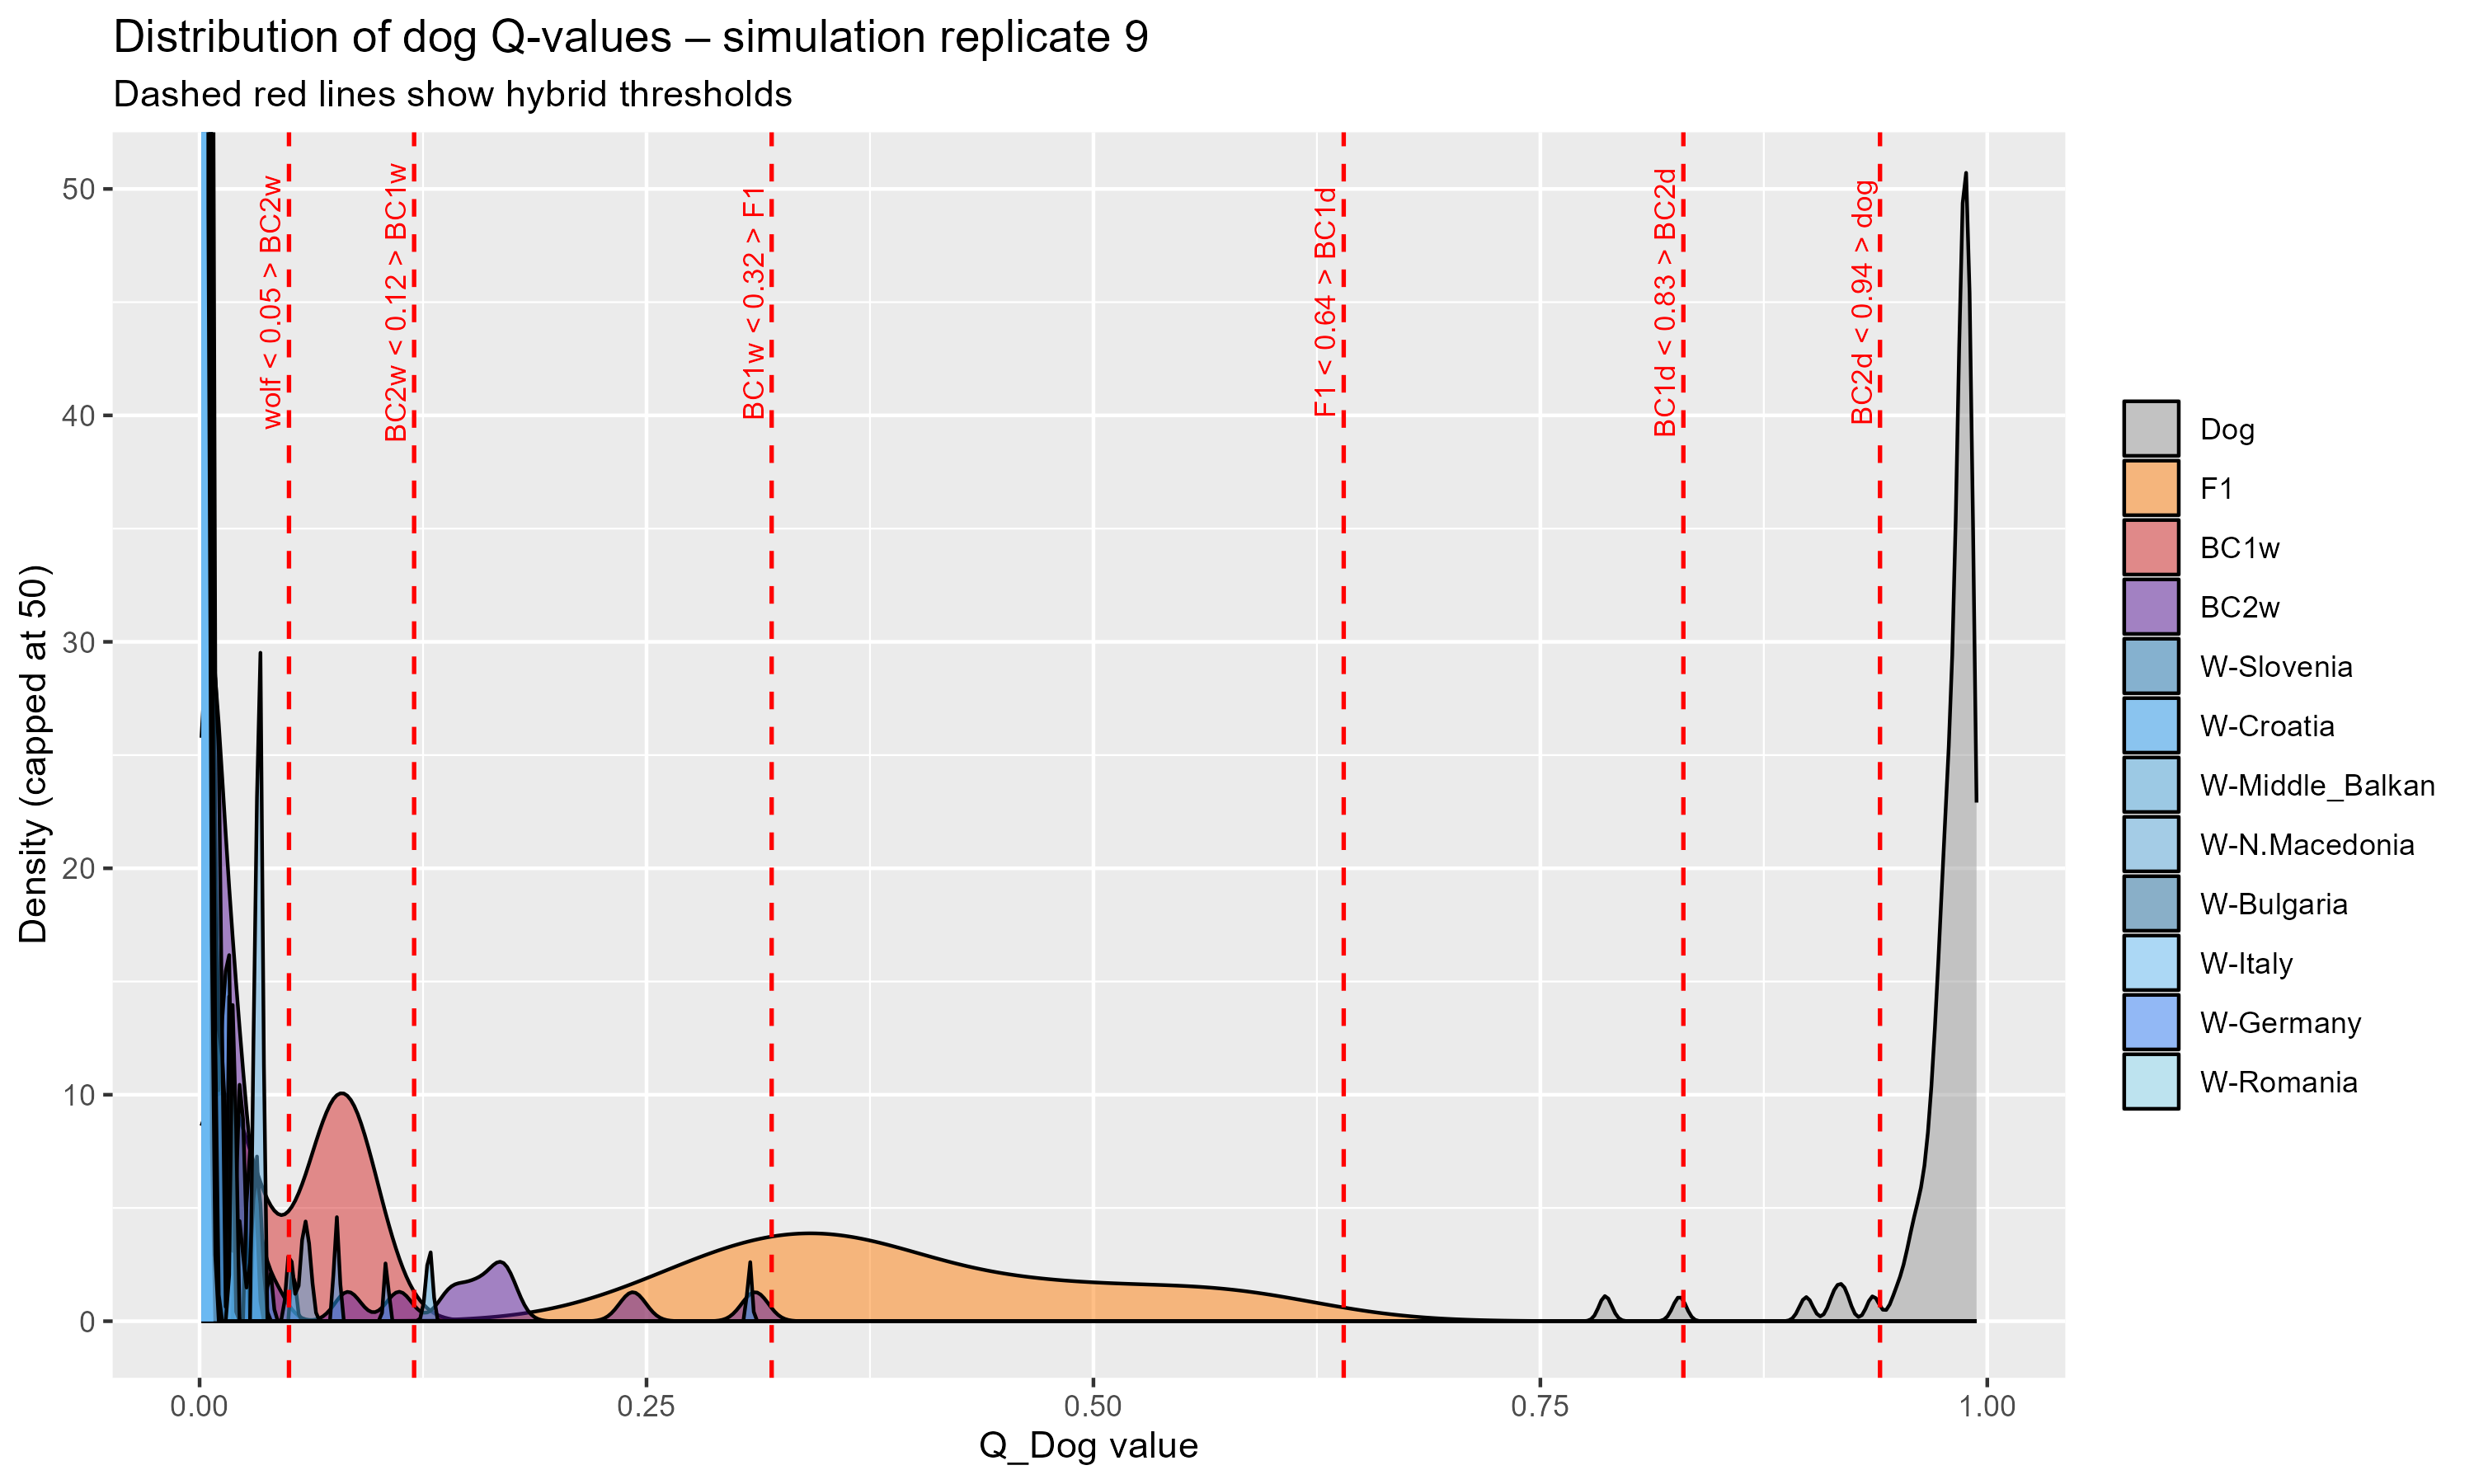 Distribution of dog Q-values – simulation replicate 9
Dashed red lines show hybrid thresholds
Density (capped at 50)
50
40
30
20
10
0
wolf < 0.05 > BC2w
BC2w < 0.12 > BC1w
BC1w < 0.32 > F1
F1 < 0.64 > BC1d
BC1d < 0.83 > BC2d
BC2d < 0.94 > dog
0.00
0.25
0.50
0.75
1.00
Q_Dog value
Dog
F1
BC1w
BC2w
W-Slovenia
W-Croatia
W-Middle_Balkan
W-N.Macedonia
W-Bulgaria
W-Italy
W-Germany
W-Romania